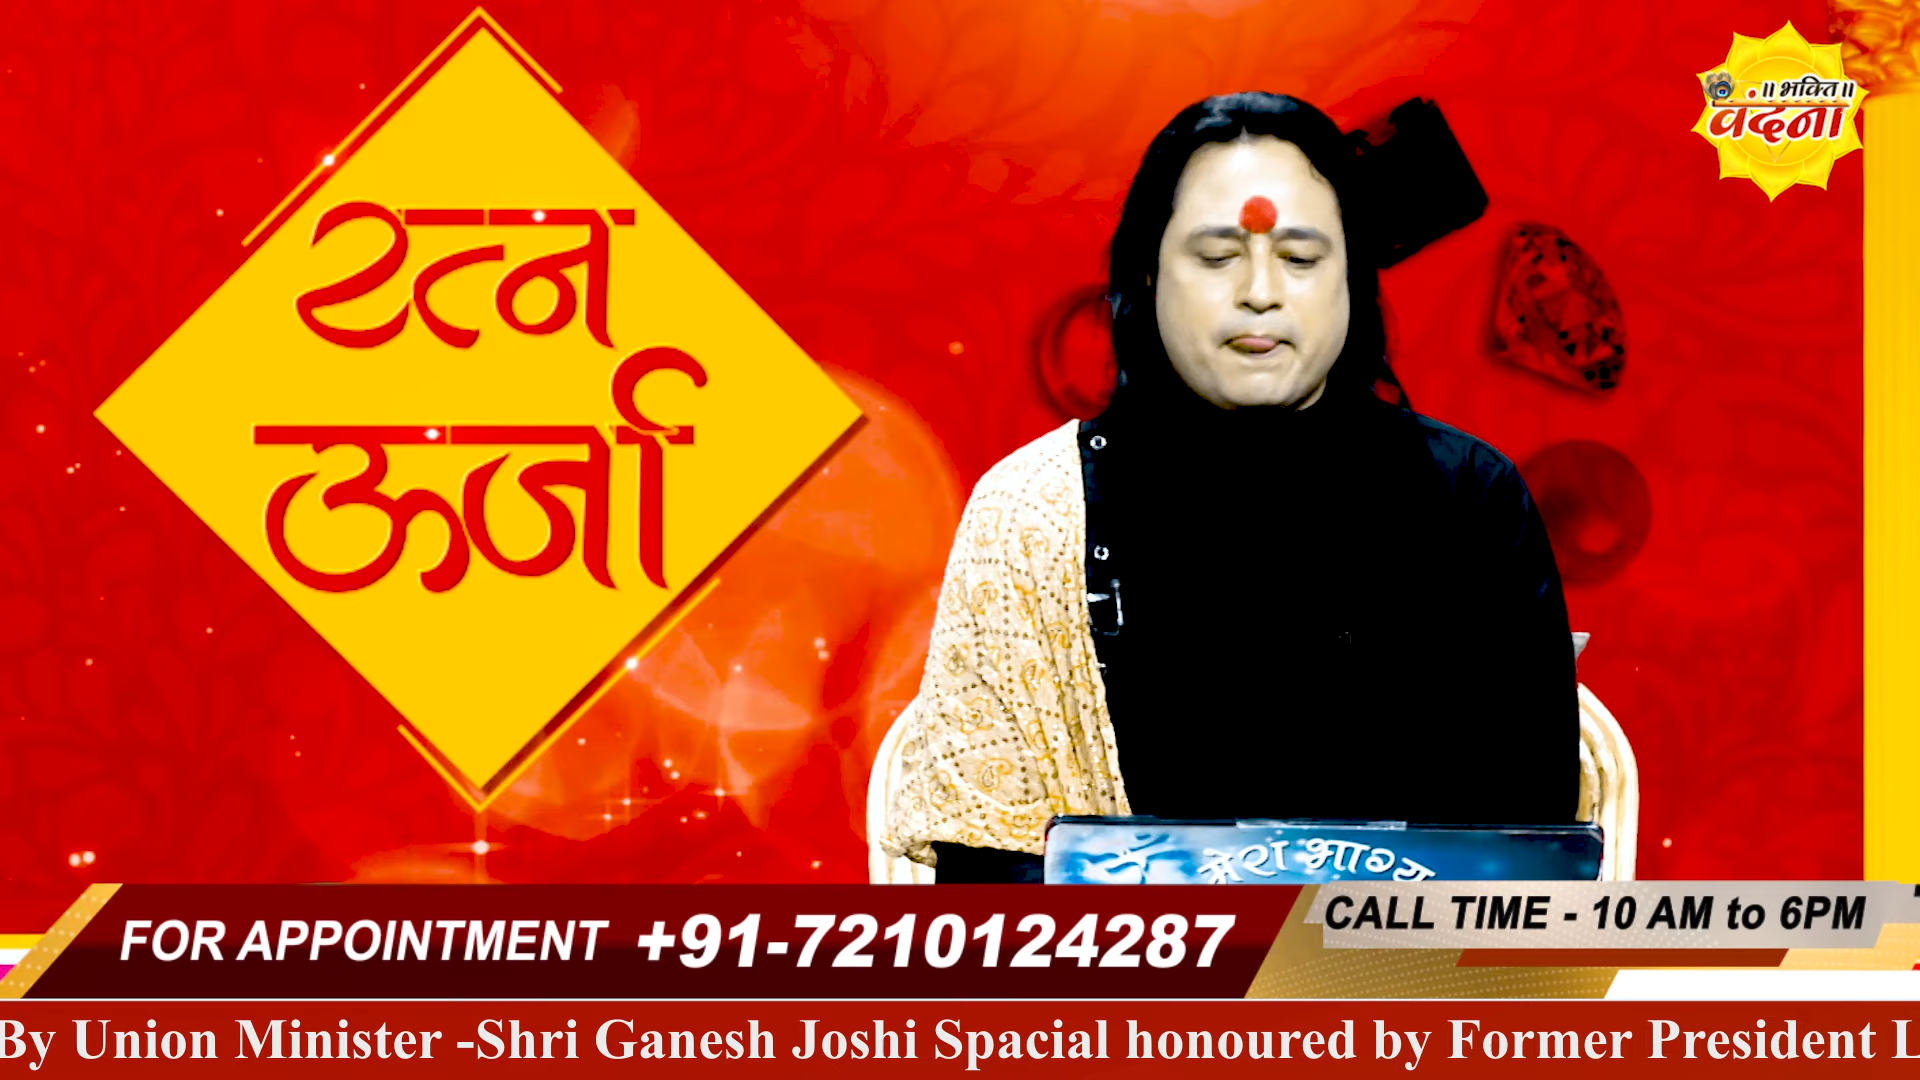 रत्न
ऊर्जा
॥ भक्ति ॥
वंदना
मेरा भाग्य
FOR APPOINTMENT +91-7210124287
CALL TIME - 10 AM to 6PM
By Union Minister -Shri Ganesh Joshi Spacial honoured by Former President